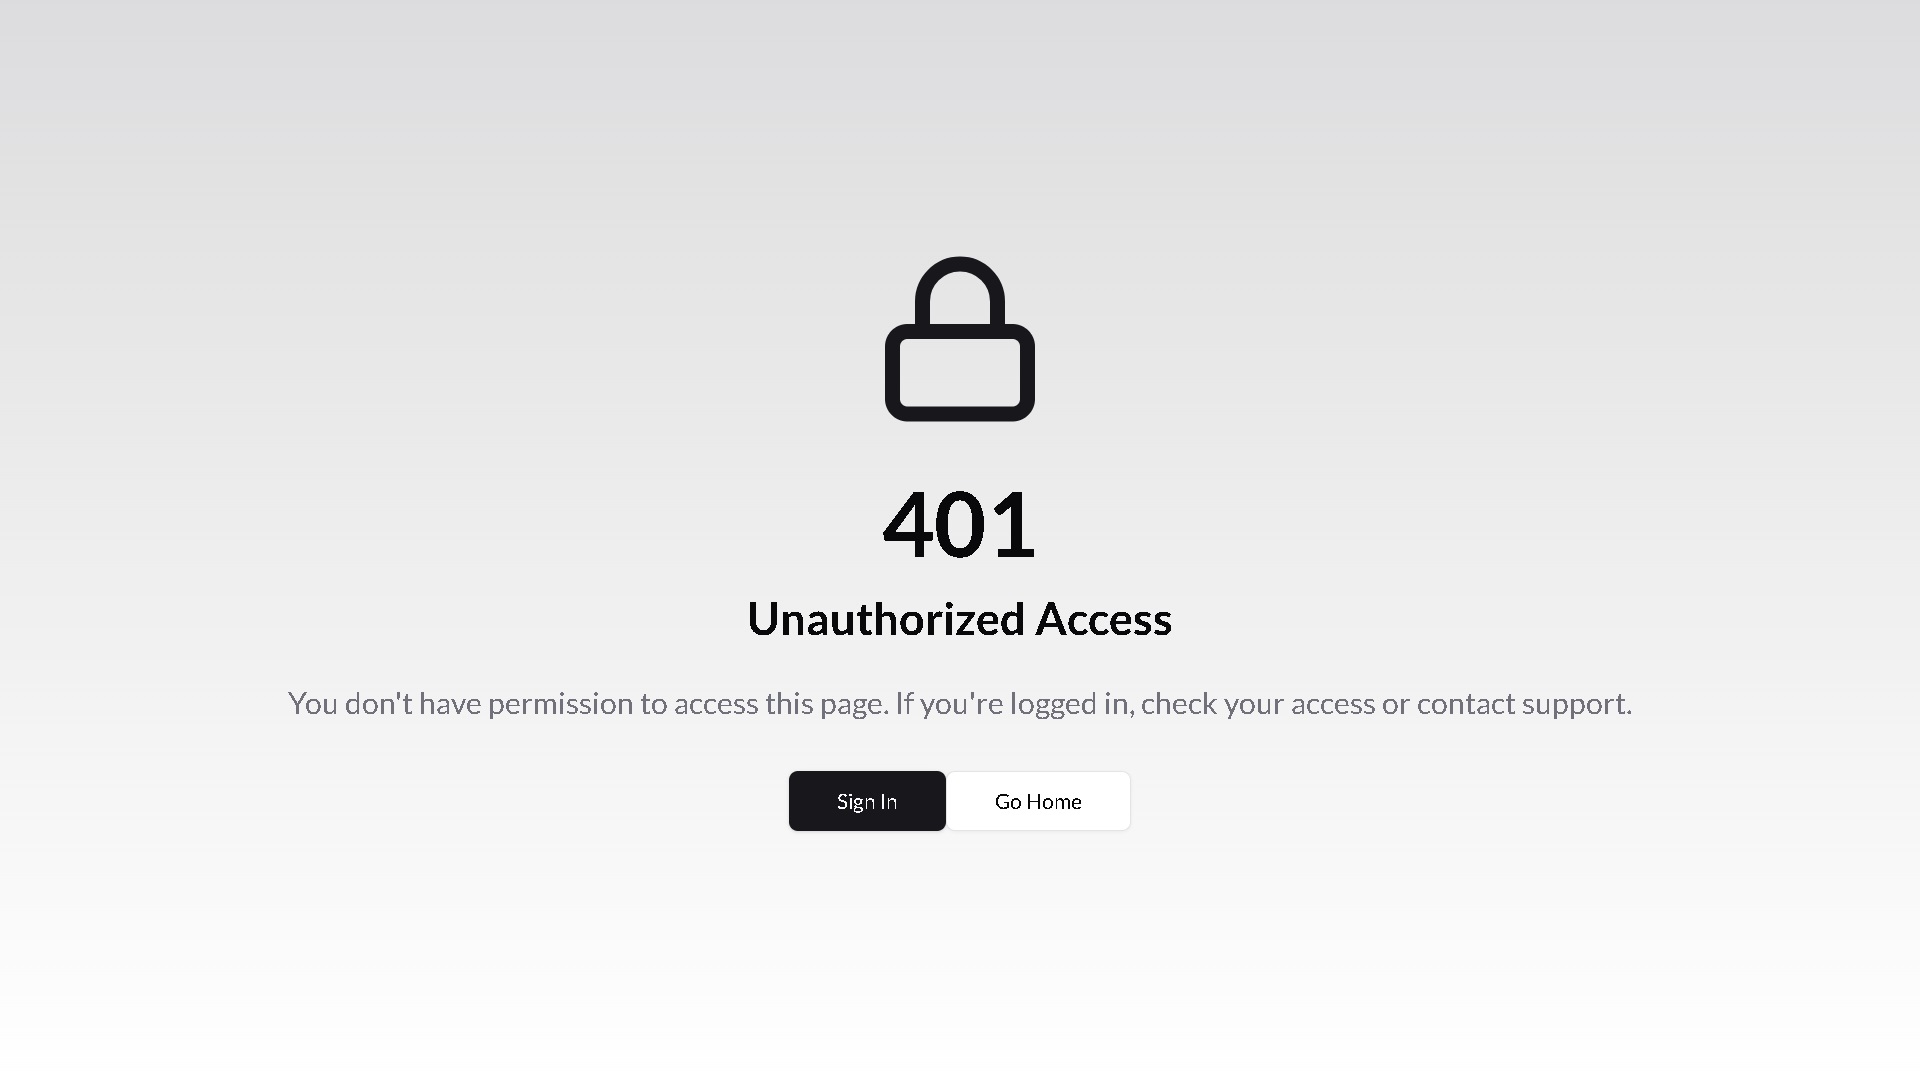 401
Unauthorized Access
You don't have permission to access this page. If you're logged in, check your access or contact support.
Sign In
Go Home